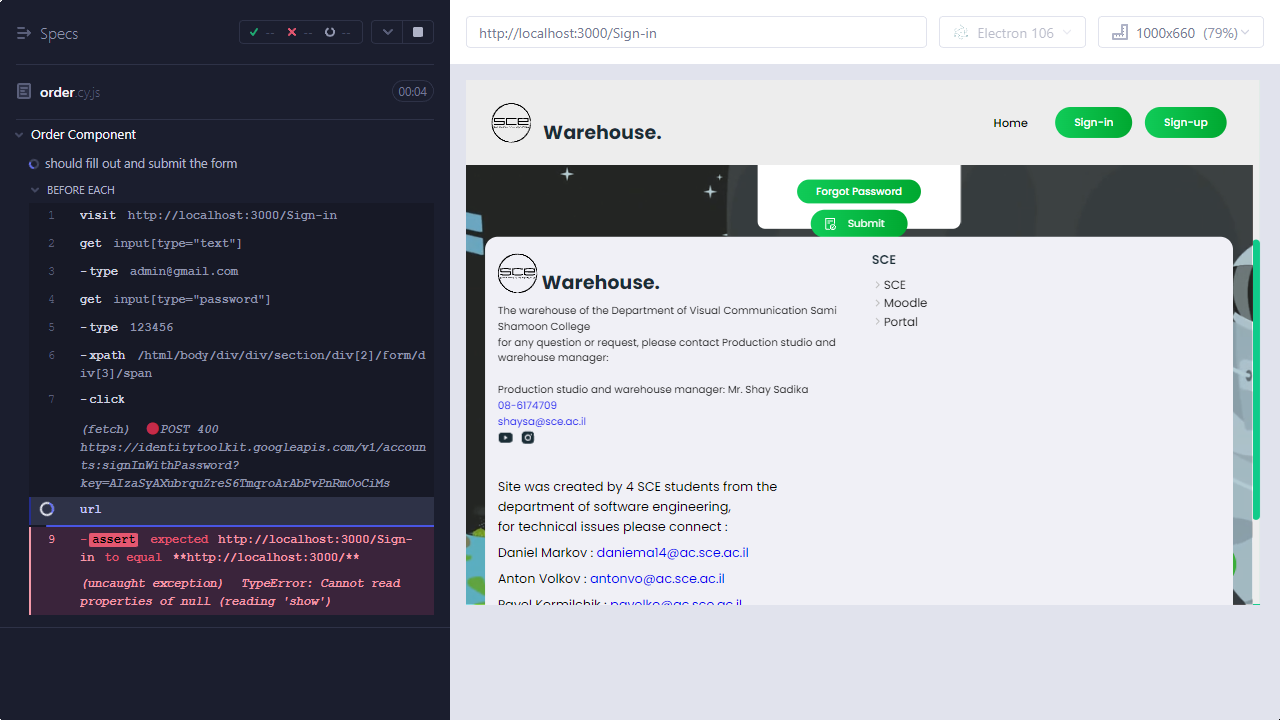 Specs
-- -- --
http://localhost:3000/Sign-in
Electron 106
1000x660 (79%)
order.cy.js
00:04
Order Component
should fill out and submit the form
BEFORE EACH
1 visit http://localhost:3000/Sign-in
2 get input[type="text"]
3 -type admin@gmail.com
4 get input[type="password"]
5 -type 123456
6 -xpath /html/body/div/div/section/div[2]/form/d
iv[3]/span
7 -click
(fetch) POST 400
https://identitytoolkit.googleapis.com/v1/accoun
ts:signInWithPassword?
key=AIzaSyAXubrquZreS6TmqroArAbPvPnRmOoCiMs
url
9 -assert expected http://localhost:3000/Sign-
in to equal **http://localhost:3000/**
(uncaught exception) TypeError: Cannot read
properties of null (reading 'show')
SCE
Warehouse.
Home
Sign-in
Sign-up
Forgot Password
Submit
SCE
Warehouse.
The warehouse of the Department of Visual Communication Sami
Shamoon College
for any question or request, please contact Production studio and
warehouse manager:
Production studio and warehouse manager: Mr. Shay Sadika
08-6174709
shaysa@sce.ac.il
SCE
SCE
Moodle
Portal
Site was created by 4 SCE students from the
department of software engineering,
for technical issues please connect :
Daniel Markov : daniema14@ac.sce.ac.il
Anton Volkov : antonvo@ac.sce.ac.il
Pavel Kormilchik : pavelko@ac.sce.ac.il